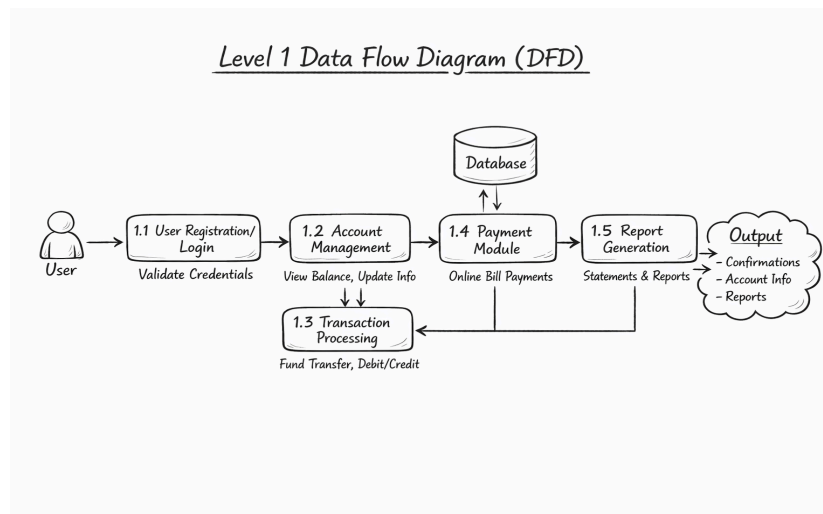 Level 1 Data Flow Diagram (DFD)
Database
User
1.1 User Registration/
Login
Validate Credentials
1.2 Account
Management
View Balance, Update Info
1.3 Transaction
Processing
Fund Transfer, Debit/Credit
1.4 Payment
Module
Online Bill Payments
1.5 Report
Generation
Statements & Reports
Output
- Confirmations
- Account Info
- Reports